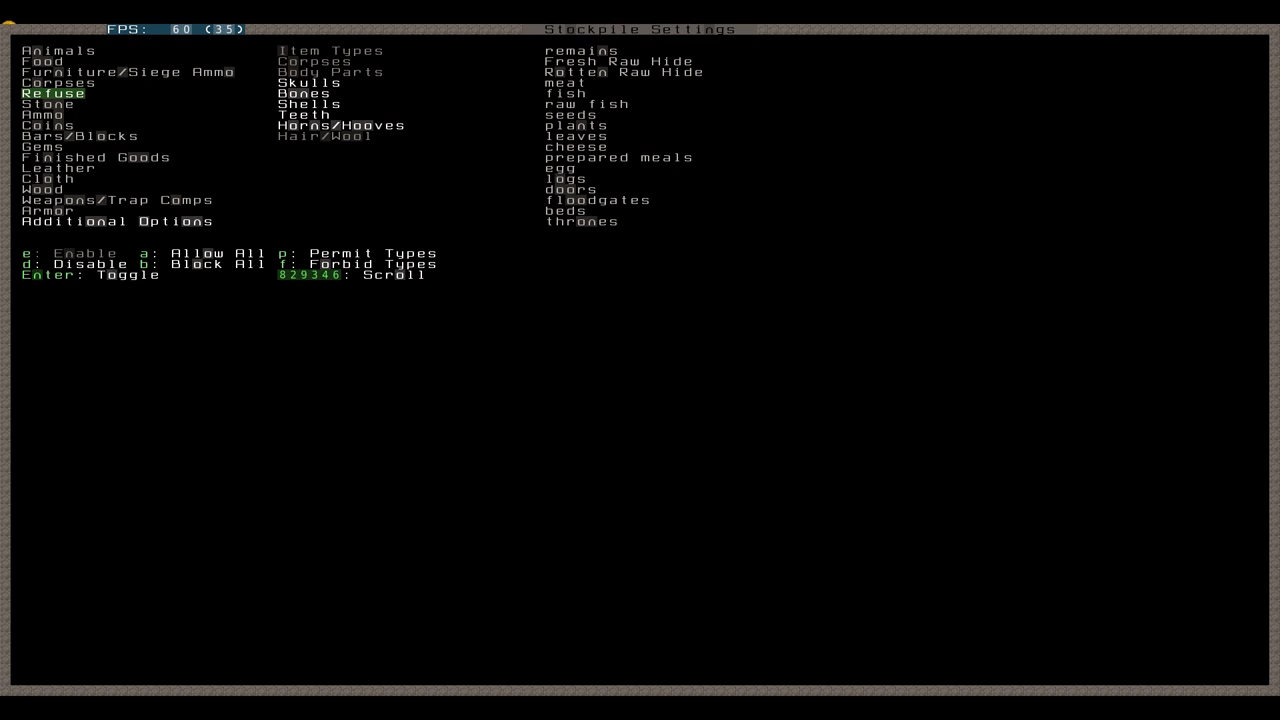 FPS: 60 (35) Stockpile Settings
Animals Item Types remains
Food Corpses Fresh Raw Hide
Furniture/Siege Ammo Body Parts Rotten Raw Hide
Corpses Skulls meat
Refuse Bones fish
Stone Shells raw fish
Ammo Teeth seeds
Coins Horns/Hooves plants
Bars/Blocks Hair/Wool leaves
Gems cheese
Finished Goods prepared meals
Leather egg
Cloth logs
Wood doors
Weapons/Trap Comps floodgates
Armor beds
Additional Options thrones
e: Enable a: Allow All p: Permit Types
d: Disable b: Block All f: Forbid Types
Enter: Toggle 829346: Scroll